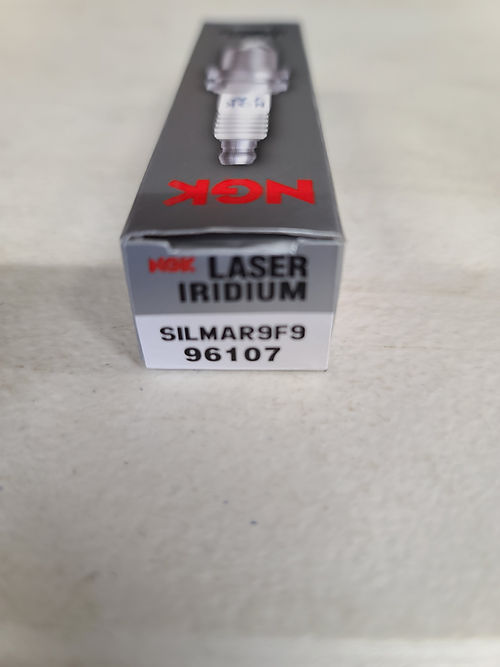 NGK
NGK LASER
IRIDIUM
SILMAR9F9
96107